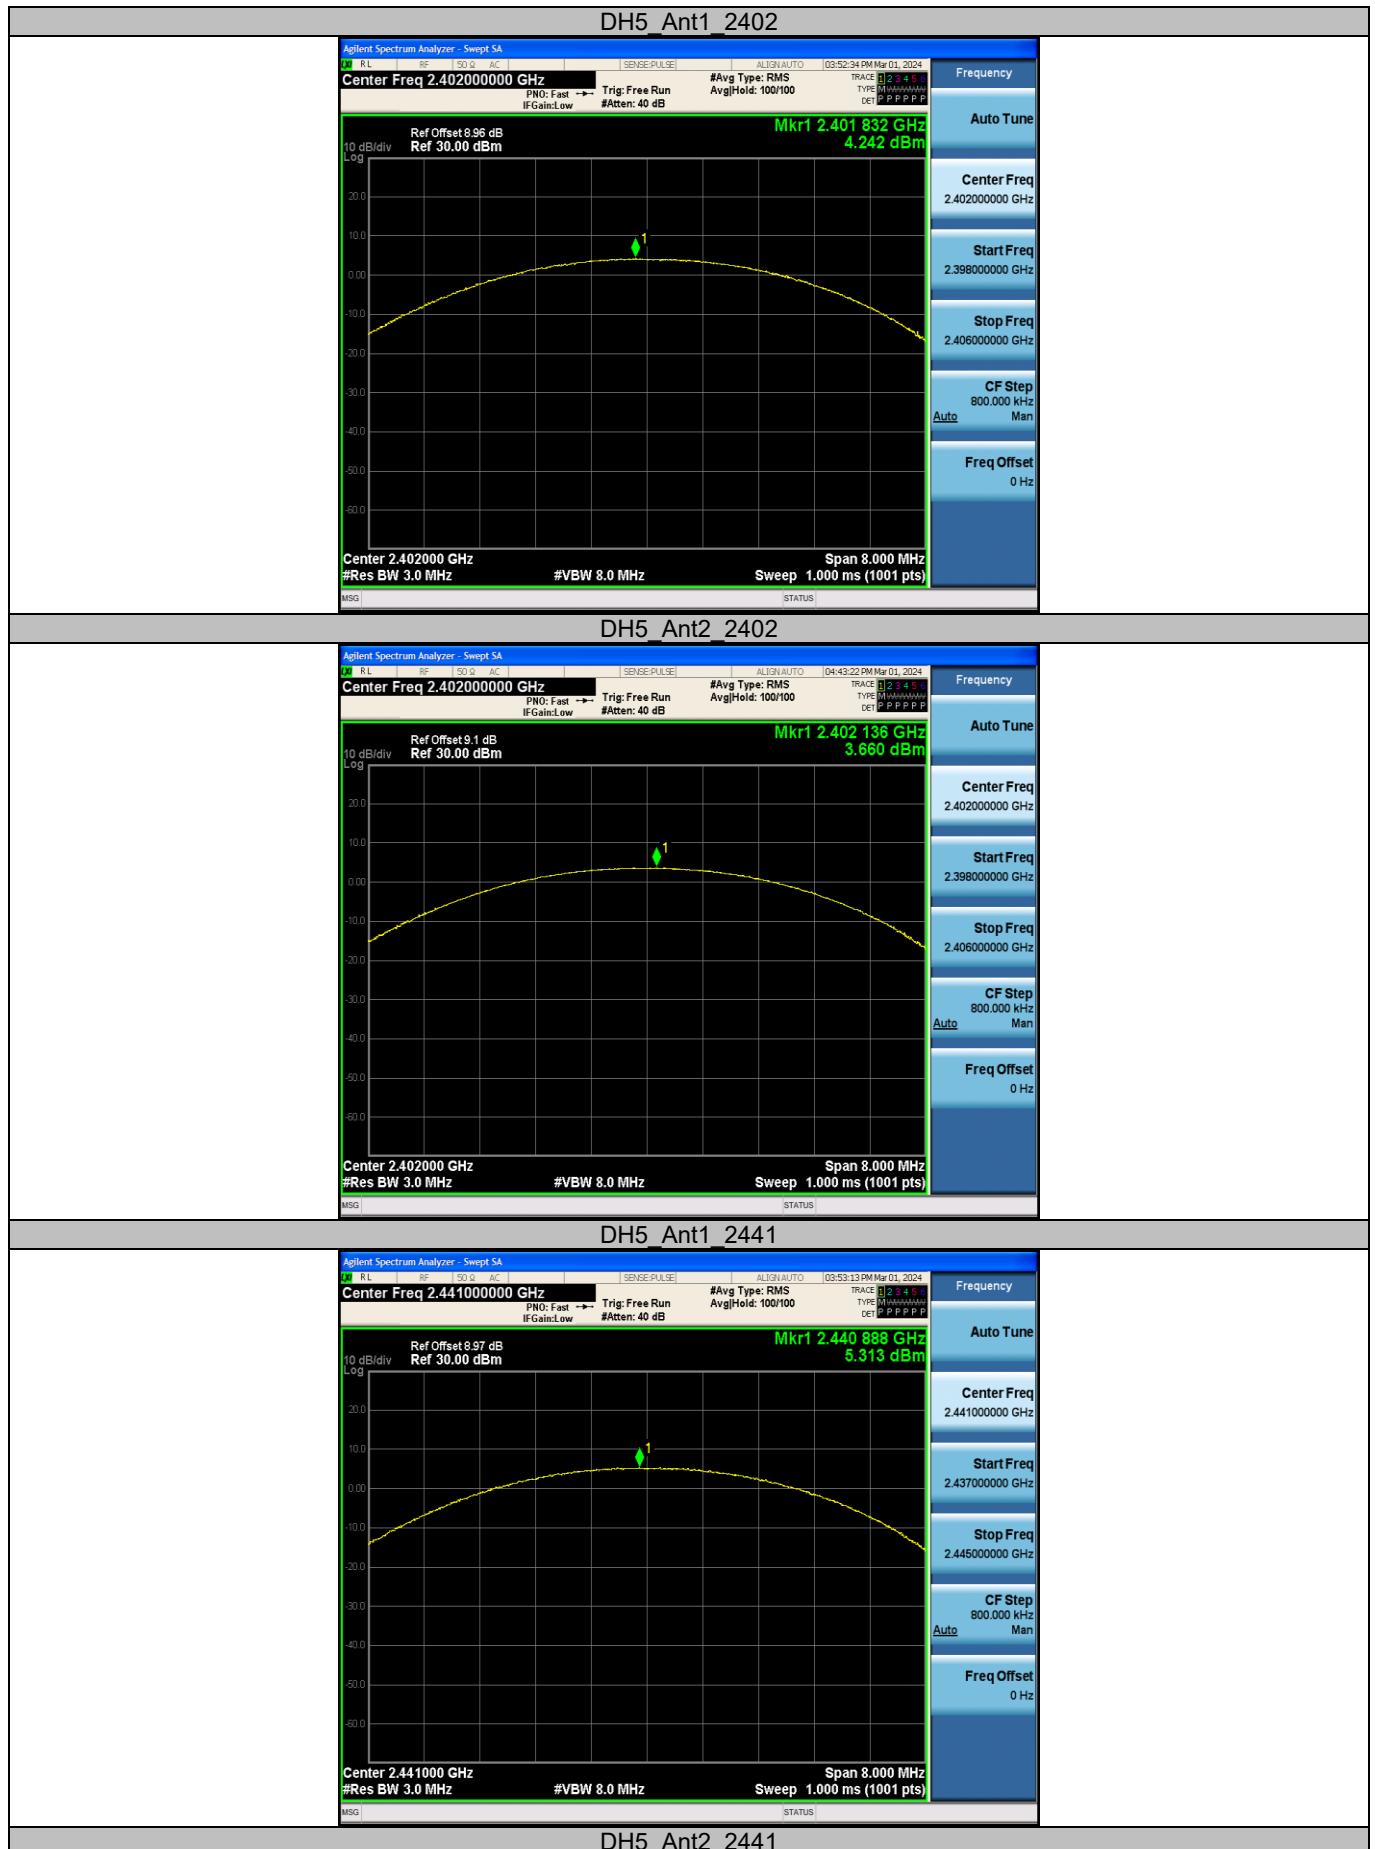 DH5_Ant1_2402
Agilent Spectrum Analyzer - Swept SA
RL RF 50 Ω AC SENSE:PULSE ALIGNAUTO 03:52:34 PM Mar 01, 2024
Center Freq 2.402000000 GHz #Avg Type: RMS TRACE 1 2 3 4 5 6
PNO: Fast Trig: Free Run Avg|Hold: 100/100 TYPE M
IFGain:Low #Atten: 40 dB DET P P P P P P
Frequency
Mkr1 2.401 832 GHz
4.242 dBm
Ref Offset 8.96 dB
10 dB/div Ref 30.00 dBm
Log
20.0
10.0
0.00
-10.0
-20.0
-30.0
-40.0
-50.0
-60.0
1
Center 2.402000 GHz Span 8.000 MHz
#Res BW 3.0 MHz #VBW 8.0 MHz Sweep 1.000 ms (1001 pts)
MSG STATUS
Auto Tune
Center Freq
2.402000000 GHz
Start Freq
2.398000000 GHz
Stop Freq
2.406000000 GHz
CF Step
800.000 kHz
Auto Man
Freq Offset
0 Hz
DH5_Ant2_2402
Agilent Spectrum Analyzer - Swept SA
RL RF 50 Ω AC SENSE:PULSE ALIGNAUTO 04:43:22 PM Mar 01, 2024
Center Freq 2.402000000 GHz #Avg Type: RMS TRACE 1 2 3 4 5 6
PNO: Fast Trig: Free Run Avg|Hold: 100/100 TYPE M
IFGain:Low #Atten: 40 dB DET P P P P P P
Frequency
Mkr1 2.402 136 GHz
3.660 dBm
Ref Offset 9.1 dB
10 dB/div Ref 30.00 dBm
Log
20.0
10.0
0.00
-10.0
-20.0
-30.0
-40.0
-50.0
-60.0
1
Center 2.402000 GHz Span 8.000 MHz
#Res BW 3.0 MHz #VBW 8.0 MHz Sweep 1.000 ms (1001 pts)
MSG STATUS
Auto Tune
Center Freq
2.402000000 GHz
Start Freq
2.398000000 GHz
Stop Freq
2.406000000 GHz
CF Step
800.000 kHz
Auto Man
Freq Offset
0 Hz
DH5_Ant1_2441
Agilent Spectrum Analyzer - Swept SA
RL RF 50 Ω AC SENSE:PULSE ALIGNAUTO 03:53:13 PM Mar 01, 2024
Center Freq 2.441000000 GHz #Avg Type: RMS TRACE 1 2 3 4 5 6
PNO: Fast Trig: Free Run Avg|Hold: 100/100 TYPE M
IFGain:Low #Atten: 40 dB DET P P P P P P
Frequency
Mkr1 2.440 888 GHz
5.313 dBm
Ref Offset 8.97 dB
10 dB/div Ref 30.00 dBm
Log
20.0
10.0
0.00
-10.0
-20.0
-30.0
-40.0
-50.0
-60.0
1
Center 2.441000 GHz Span 8.000 MHz
#Res BW 3.0 MHz #VBW 8.0 MHz Sweep 1.000 ms (1001 pts)
MSG STATUS
Auto Tune
Center Freq
2.441000000 GHz
Start Freq
2.437000000 GHz
Stop Freq
2.445000000 GHz
CF Step
800.000 kHz
Auto Man
Freq Offset
0 Hz
DH5_Ant2_2441